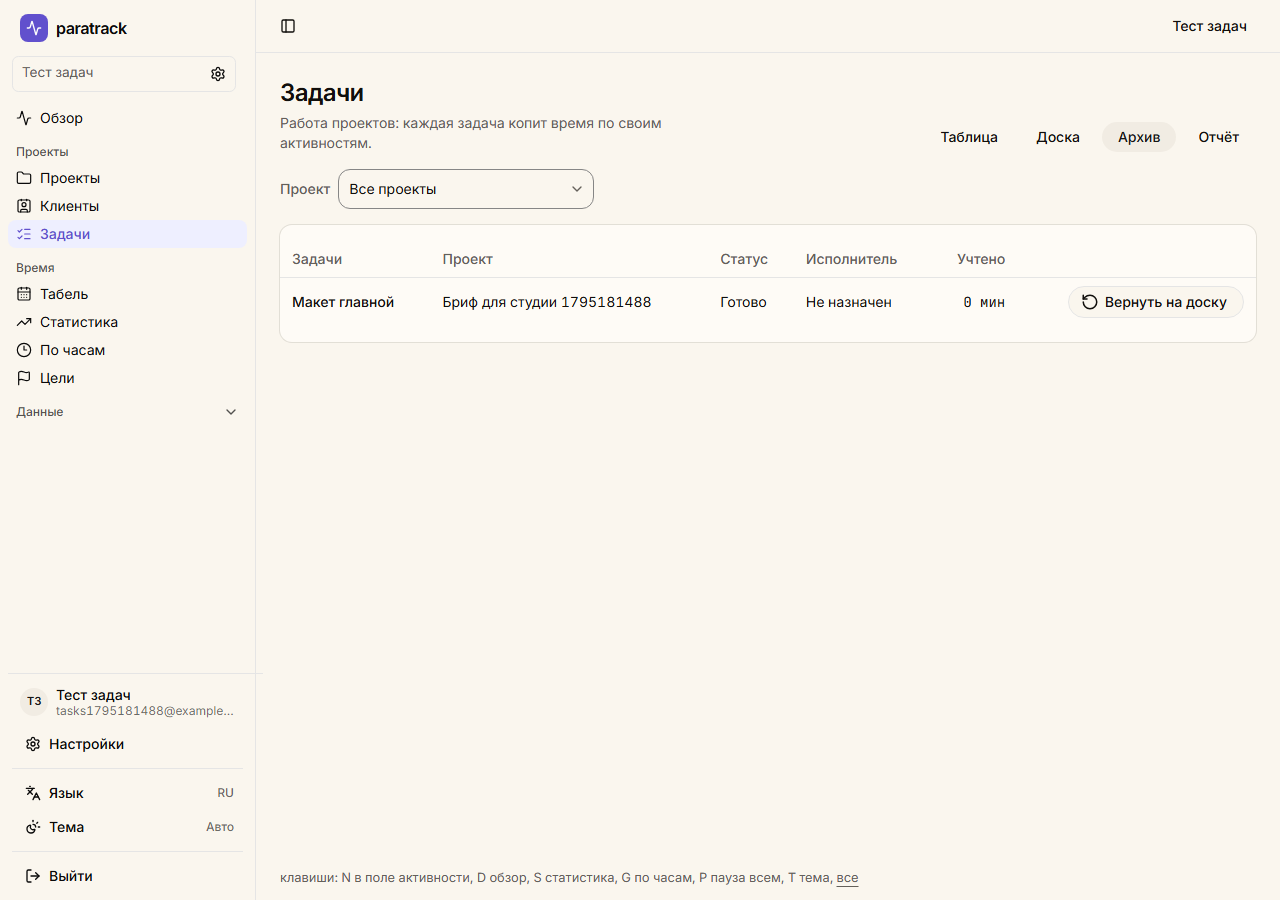 paratrack
Тест задач
Тест задач
Обзор
Проекты
Проекты
Клиенты
Задачи
Время
Табель
Статистика
По часам
Цели
Данные
ТЗ
Тест задач
tasks1795181488@example...
Настройки
Язык RU
Тема Авто
Выйти
Задачи
Работа проектов: каждая задача копит время по своим
активностям.
Таблица Доска Архив Отчёт
Проект Все проекты
Задачи Проект Статус Исполнитель Учтено
Макет главной Бриф для студии 1795181488 Готово Не назначен 0 мин Вернуть на доску
клавиши: N в поле активности, D обзор, S статистика, G по часам, P пауза всем, T тема, все